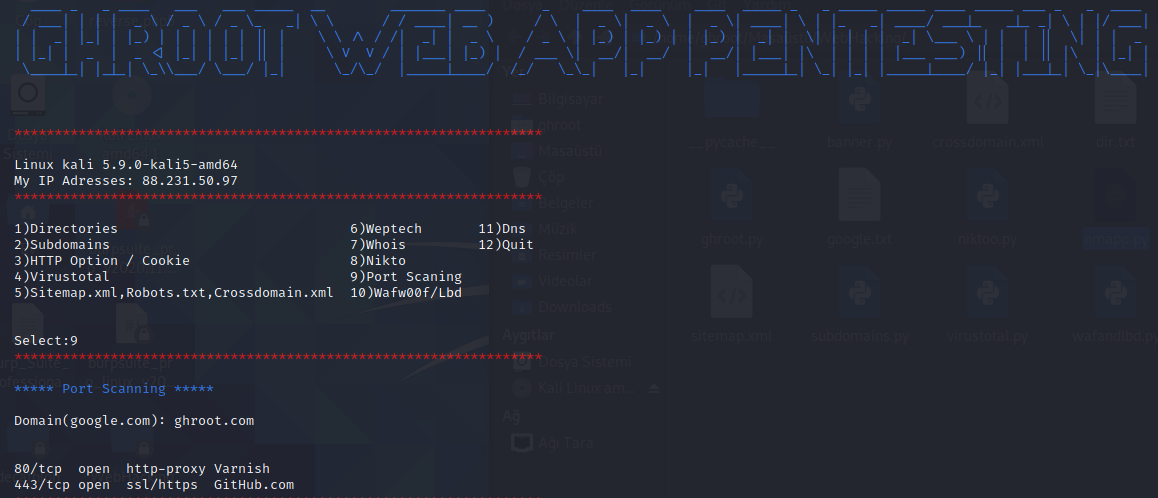 GHROOT WEB APP PENTESTING
******************************************************************
Linux kali 5.9.0-kali5-amd64
My IP Adresses: 88.231.50.97
******************************************************************
1)Directories 6)Weptech 11)Dns
2)Subdomains 7)Whois 12)Quit
3)HTTP Option / Cookie 8)Nikto
4)Virustotal 9)Port Scaning
5)Sitemap.xml,Robots.txt,Crossdomain.xml 10)Wafw00f/Lbd
Select:9
******************************************************************
***** Port Scanning *****
Domain(google.com): ghroot.com
80/tcp open http-proxy Varnish
443/tcp open ssl/https GitHub.com
Bilgisayar
ghroot
Masaüstü
Çöp
Belgeler
Müzik
Resimler
Videolar
Downloads
Aygıtlar
Dosya Sistemi
Kali Linux am...
Ağ
Ağı Tara
__pycache__
banner.py
crossdomain.xml
dir.txt
ghroot.py
google.txt
niktoo.py
sitemap.xml
subdomains.py
virustotal.py
wafandlbd.py